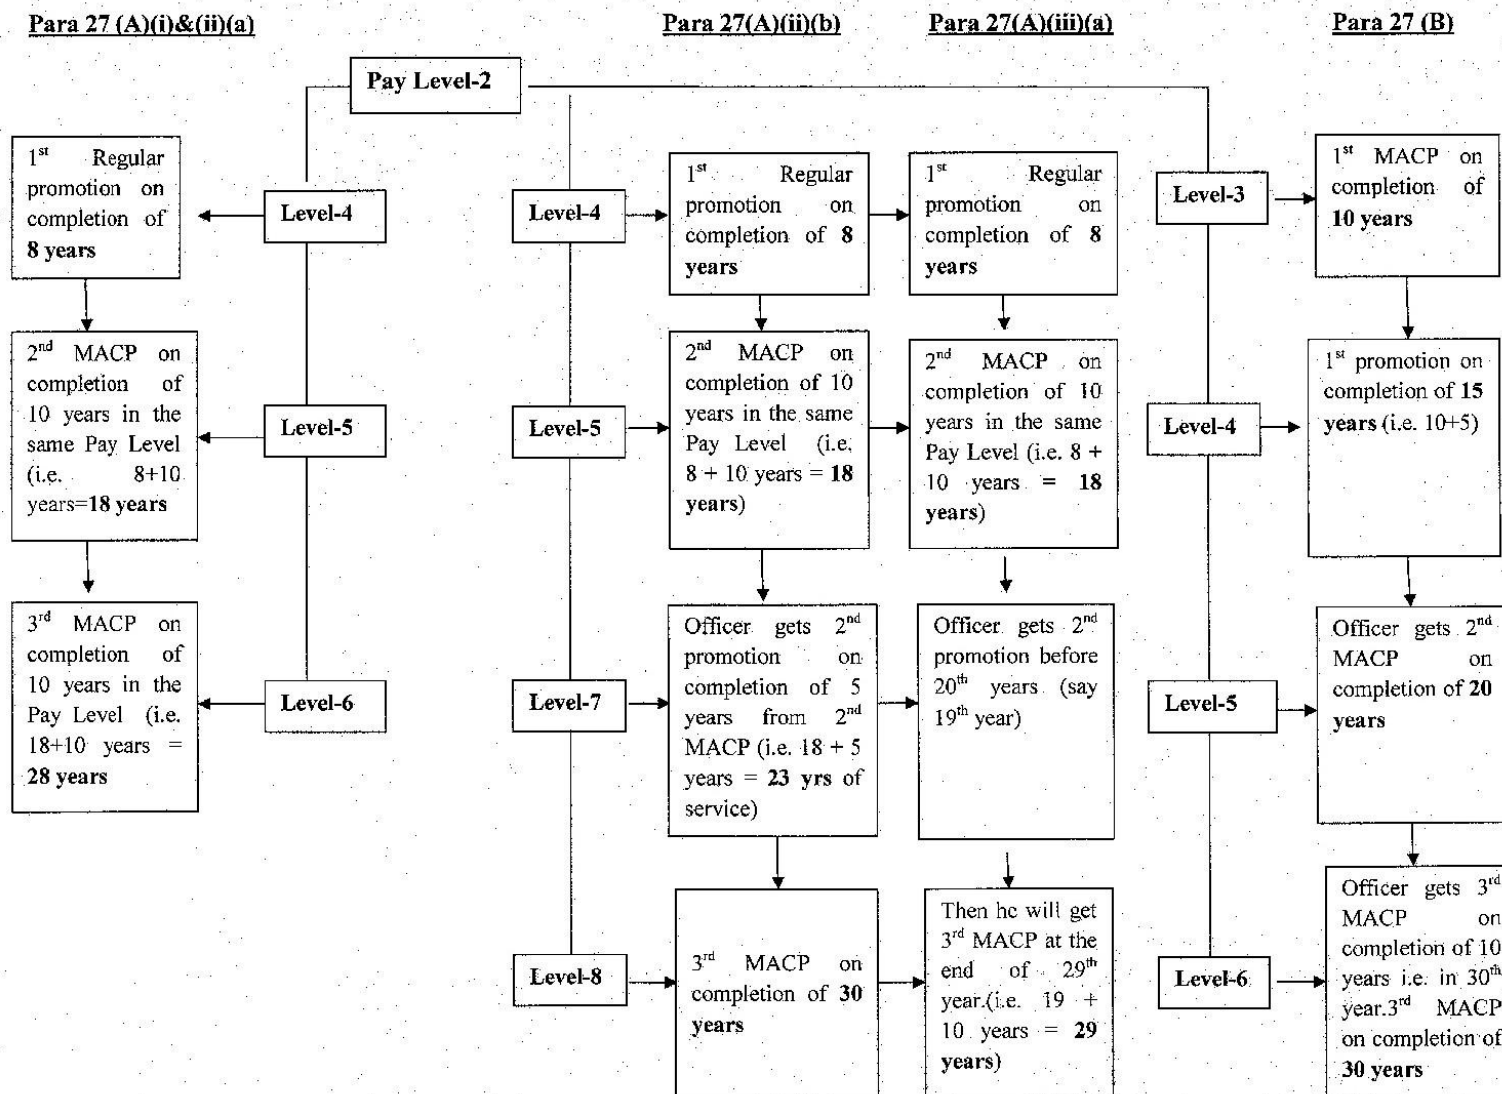 Para 27 (A)(i)&(ii)(a)
Para 27(A)(ii)(b)
Para 27(A)(iii)(a)
Para 27 (B)
Pay Level-2
1st Regular
promotion on
completion of
8 years
Level-4
2nd MACP on
completion of
10 years in the
same Pay Level
(i.e. 8+10
years=18 years
Level-5
3rd MACP on
completion of
10 years in the
Pay Level (i.e.
18+10 years =
28 years
Level-6
Level-4
1st Regular
promotion on
completion of 8
years
Level-5
2nd MACP on
completion of 10
years in the same
Pay Level (i.e.
8 + 10 years = 18
years)
Level-7
Officer gets 2nd
promotion on
completion of 5
years from 2nd
MACP (i.e. 18 + 5
years = 23 yrs of
service)
Level-8
3rd MACP on
completion of 30
years
1st Regular
promotion on
completion of 8
years
2nd MACP on
completion of 10
years in the same
Pay Level (i.e. 8 +
10 years = 18
years)
Officer gets 2nd
promotion before
20th years (say
19th year)
Then he will get
3rd MACP at the
end of 29th
year.(i.e. 19 +
10 years = 29
years)
Level-3
1st MACP on
completion of
10 years
Level-4
1st promotion on
completion of 15
years (i.e. 10+5)
Level-5
Officer gets 2nd
MACP on
completion of 20
years
Level-6
Officer gets 3rd
MACP on
completion of 10
years i.e. in 30th
year.3rd MACP
on completion of
30 years